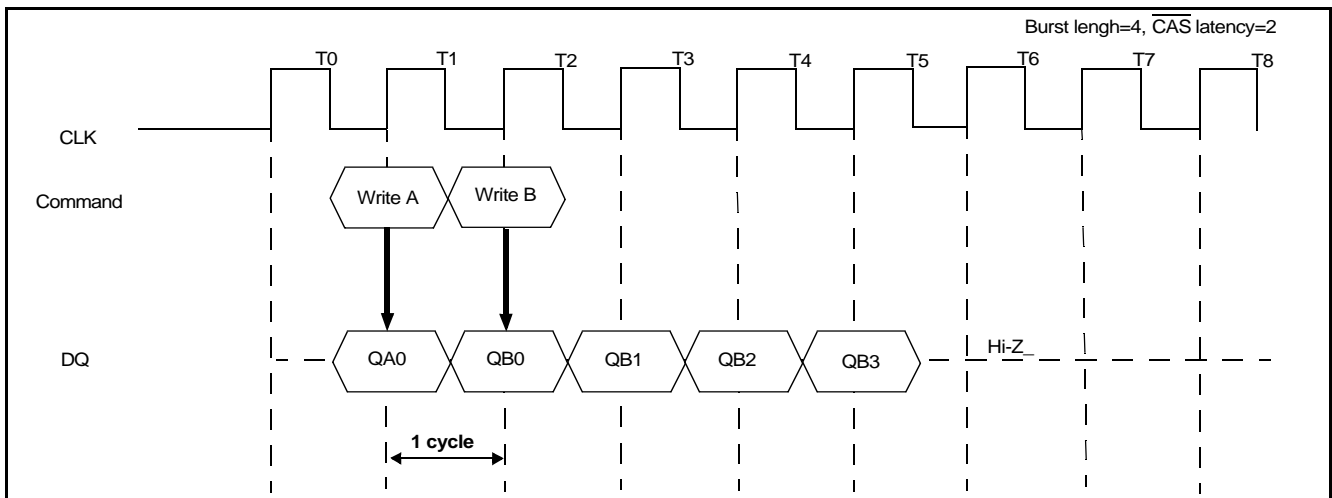 Burst lengh=4, CAS latency=2
T0 T1 T2 T3 T4 T5 T6 T7 T8
CLK
Command Write A Write B
DQ QA0 QB0 QB1 QB2 QB3 Hi-Z_
1 cycle